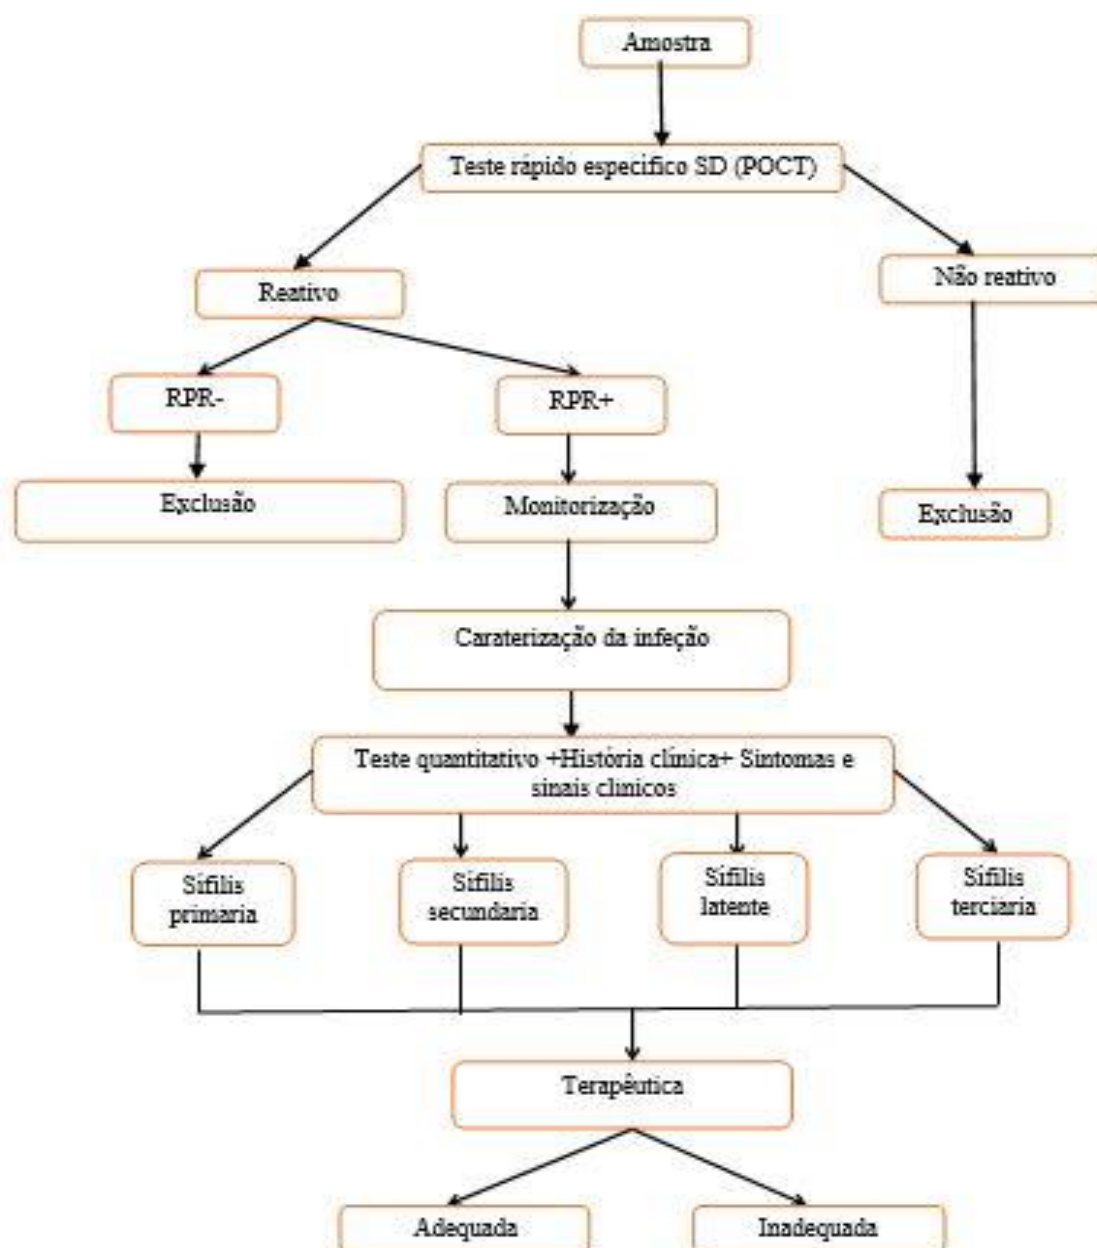 Amostra
Teste rápido especifico SD (POCT)
Reativo
Não reativo
RPR-
RPR+
Exclusão
Monitorização
Exclusão
Caraterização da infeção
Teste quantitativo +História clínica+ Sintomas e
sinais clínicos
Sífilis
primaria
Sífilis
secundaria
Sífilis
latente
Sífilis
terciaria
Terapêutica
Adequada
Inadequada